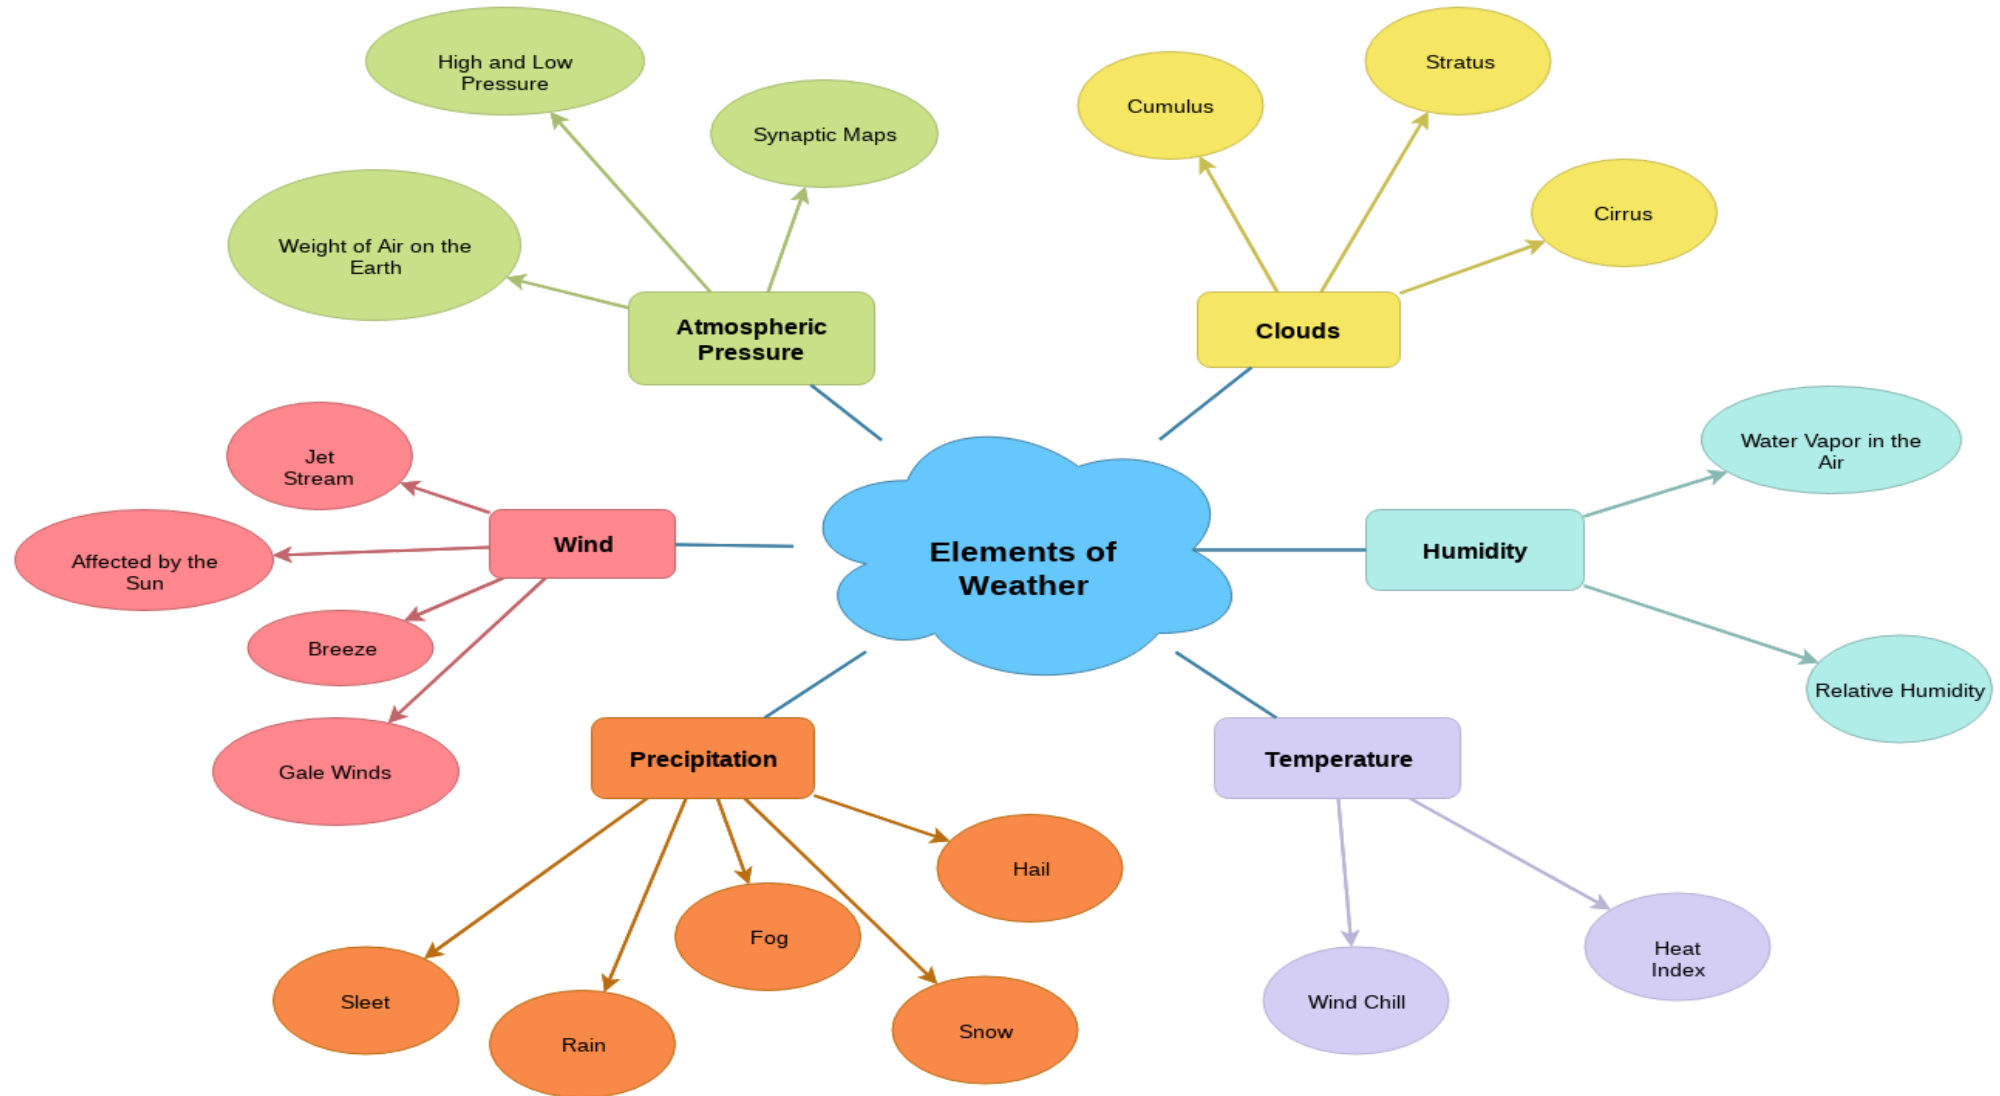 High and Low
Pressure
Synaptic Maps
Weight of Air on the
Earth
Atmospheric
Pressure
Cumulus
Stratus
Cirrus
Clouds
Jet
Stream
Affected by the
Sun
Breeze
Gale Winds
Wind
Elements of
Weather
Water Vapor in the
Air
Humidity
Relative Humidity
Precipitation
Hail
Fog
Sleet
Rain
Snow
Temperature
Wind Chill
Heat
Index